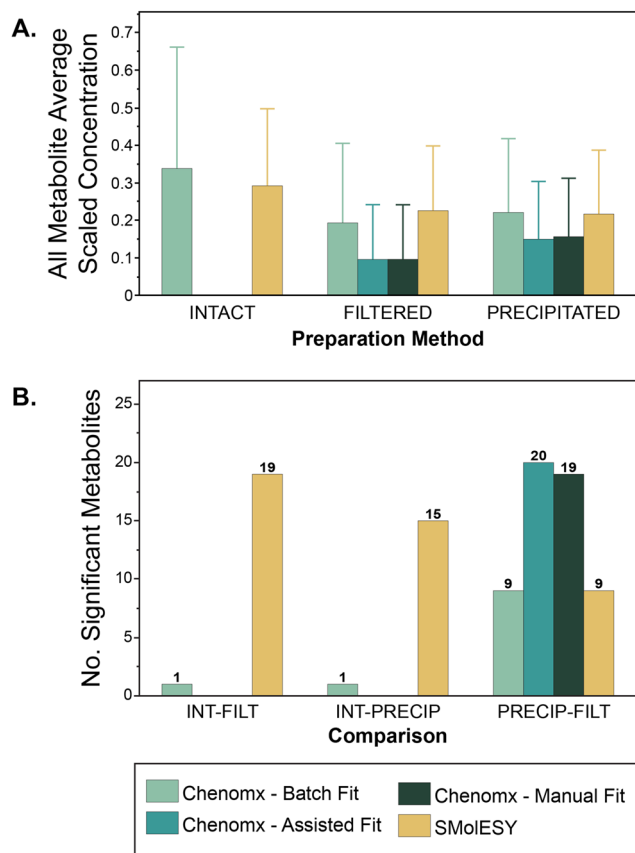 A.
All Metabolite Average
Scaled Concentration
0.7
0.6
0.5
0.4
0.3
0.2
0.1
0
INTACT
FILTERED
PRECIPITATED
Preparation Method
B.
No. Significant Metabolites
25
20
15
10
5
0
1
19
1
15
9
20
19
9
INT-FILT
INT-PRECIP
PRECIP-FILT
Comparison
Chenomx - Batch Fit
Chenomx - Manual Fit
Chenomx - Assisted Fit
SMolESY